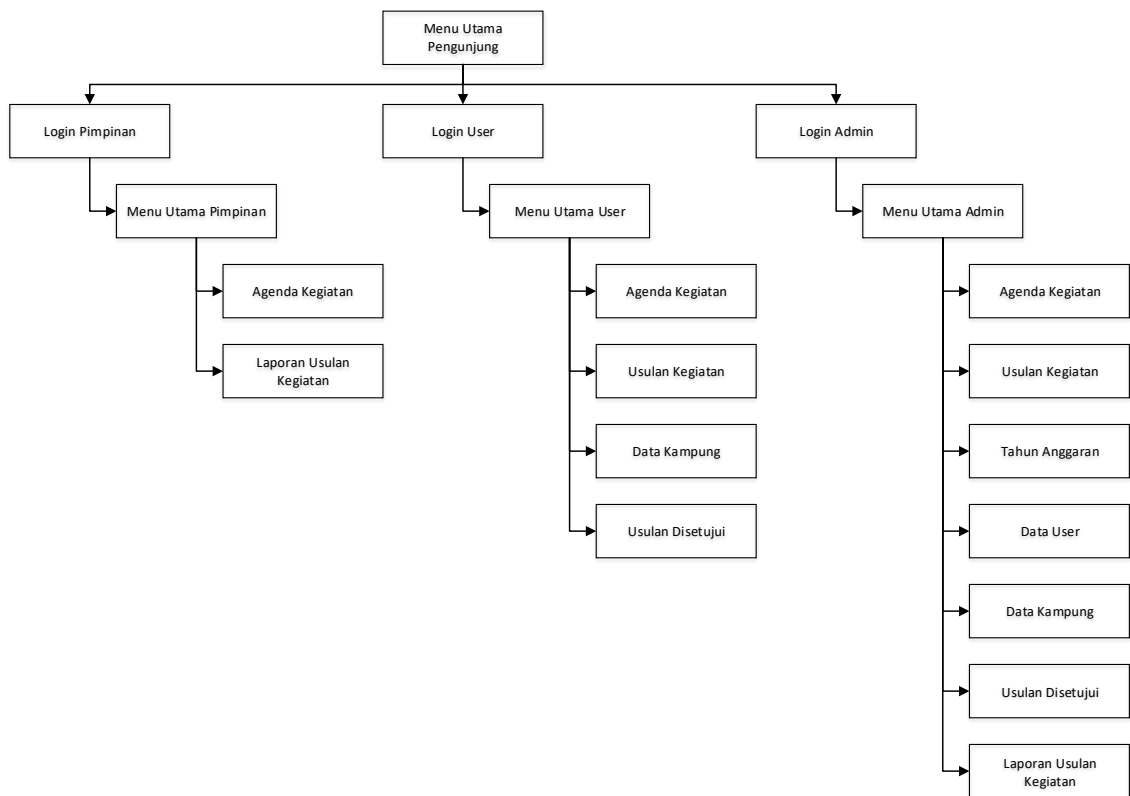 Menu Utama
Pengunjung
Login Pimpinan
Login User
Login Admin
Menu Utama Pimpinan
Menu Utama User
Menu Utama Admin
Agenda Kegiatan
Agenda Kegiatan
Agenda Kegiatan
Laporan Usulan
Kegiatan
Usulan Kegiatan
Usulan Kegiatan
Data Kampung
Tahun Anggaran
Usulan Disetujui
Data User
Data Kampung
Usulan Disetujui
Laporan Usulan
Kegiatan